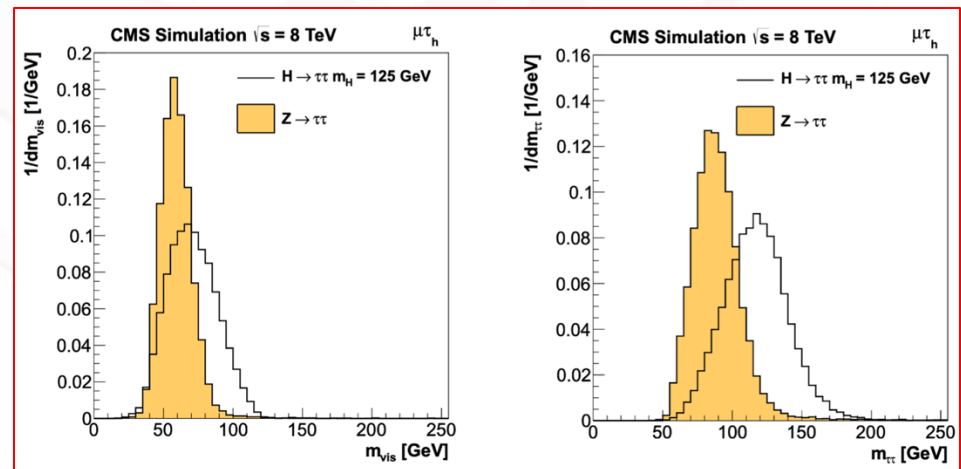 CMS Simulation √s = 8 TeV
μτh
1/dmvis [1/GeV]
H→ττ mH = 125 GeV
Z→ττ
0.2
0.18
0.16
0.14
0.12
0.1
0.08
0.06
0.04
0.02
0
0 50 100 150 200 250
mvis [GeV]
CMS Simulation √s = 8 TeV
μτh
1/dmττ [1/GeV]
H→ττ mH = 125 GeV
Z→ττ
0.16
0.14
0.12
0.1
0.08
0.06
0.04
0.02
0
0 50 100 150 200 250
mττ [GeV]